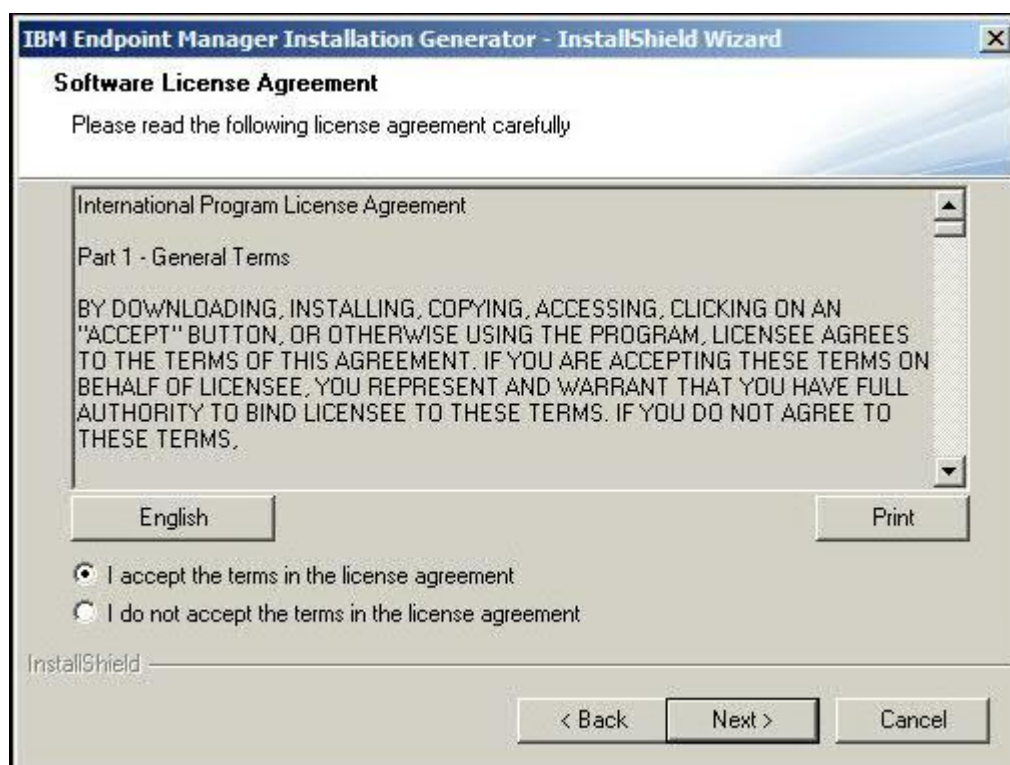 IBM Endpoint Manager Installation Generator - InstallShield Wizard
Software License Agreement
Please read the following license agreement carefully
International Program License Agreement
Part 1 - General Terms
BY DOWNLOADING, INSTALLING, COPYING, ACCESSING, CLICKING ON AN
"ACCEPT" BUTTON, OR OTHERWISE USING THE PROGRAM, LICENSEE AGREES
TO THE TERMS OF THIS AGREEMENT. IF YOU ARE ACCEPTING THESE TERMS ON
BEHALF OF LICENSEE, YOU REPRESENT AND WARRANT THAT YOU HAVE FULL
AUTHORITY TO BIND LICENSEE TO THESE TERMS. IF YOU DO NOT AGREE TO
THESE TERMS,
English Print
I accept the terms in the license agreement
I do not accept the terms in the license agreement
InstallShield
< Back Next > Cancel